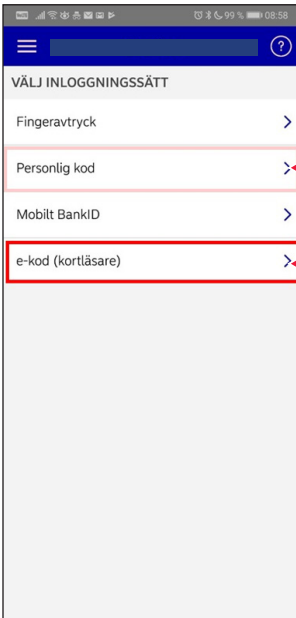 99 % 08:58
?
VÄLJ INLOGGNINGSSÄTT
Fingeravtryck
Personlig kod
Mobilt BankID
e-kod (kortläsare)